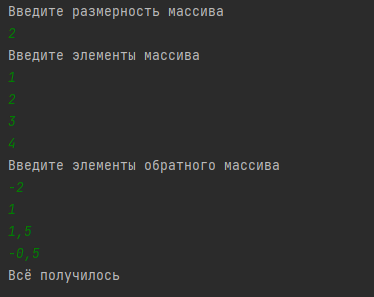 Введите размерность массива
2
Введите элементы массива
1
2
3
4
Введите элементы обратного массива
-2
1
1,5
-0,5
Всё получилось